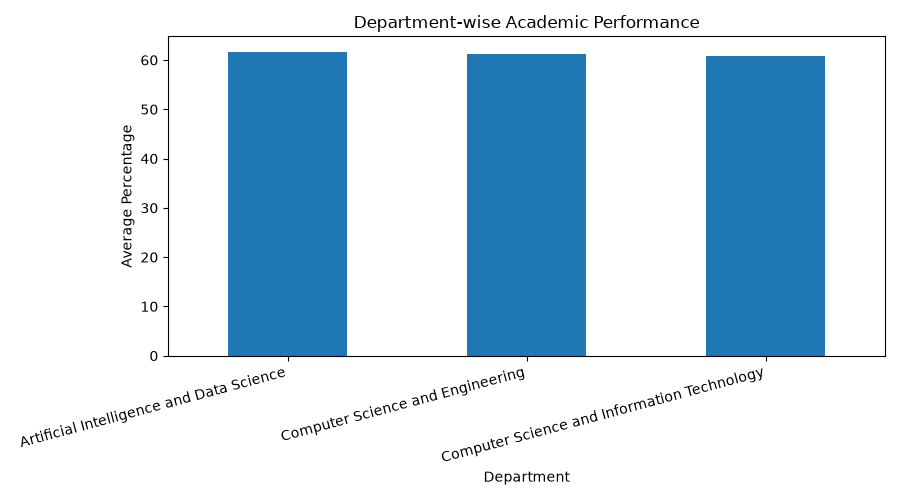 Department-wise Academic Performance
Average Percentage
60
50
40
30
20
10
0
Artificial Intelligence and Data Science
Computer Science and Engineering
Computer Science and Information Technology
Department